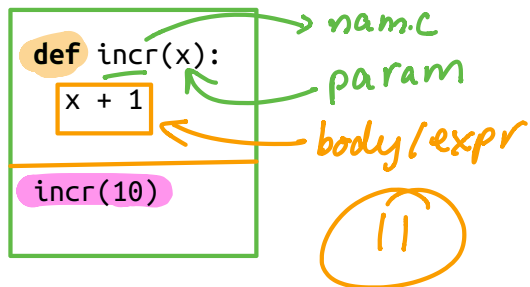 def incr(x):
x + 1
incr(10)
name
param
body/expr
11